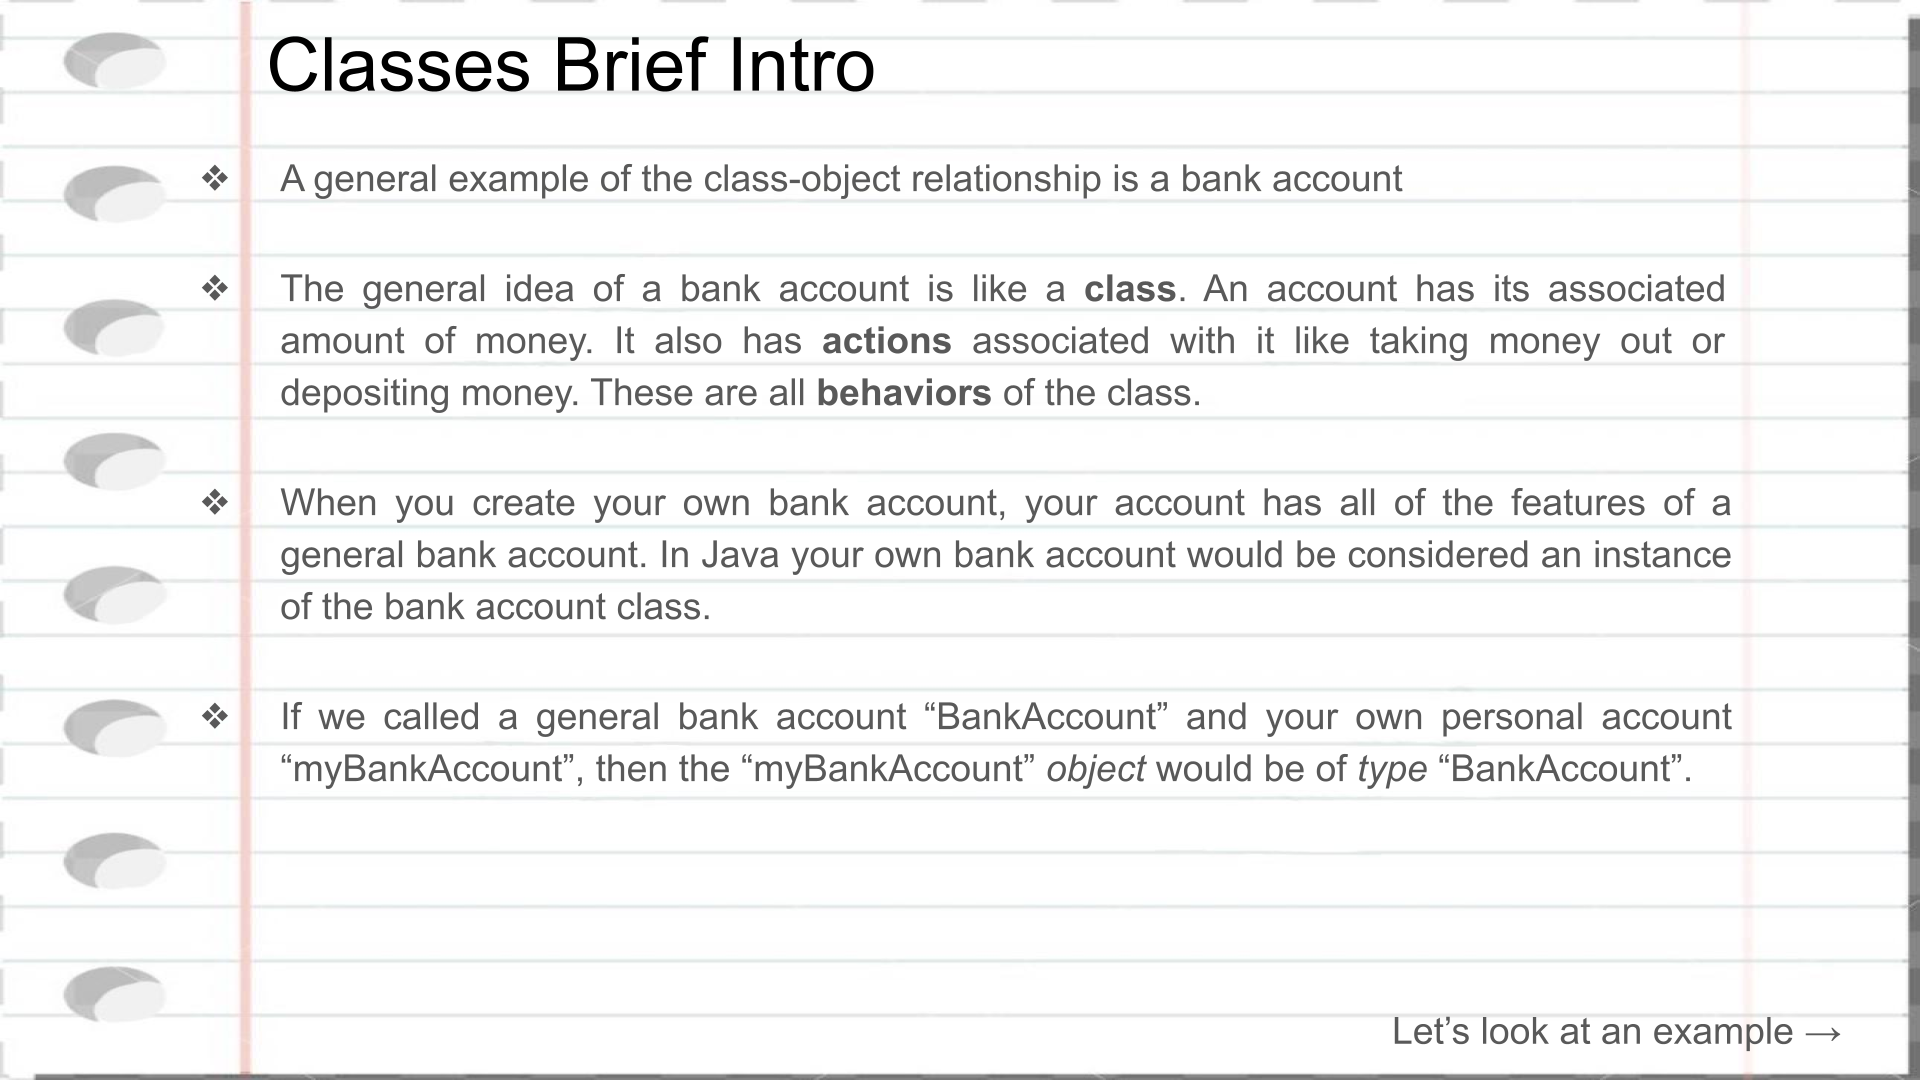 Classes Brief Intro
❖ A general example of the class-object relationship is a bank account
❖ The general idea of a bank account is like a class. An account has its associated
amount of money. It also has actions associated with it like taking money out or
depositing money. These are all behaviors of the class.
❖ When you create your own bank account, your account has all of the features of a
general bank account. In Java your own bank account would be considered an instance
of the bank account class.
❖ If we called a general bank account “BankAccount” and your own personal account
“myBankAccount”, then the “myBankAccount” object would be of type “BankAccount”.
Let’s look at an example →